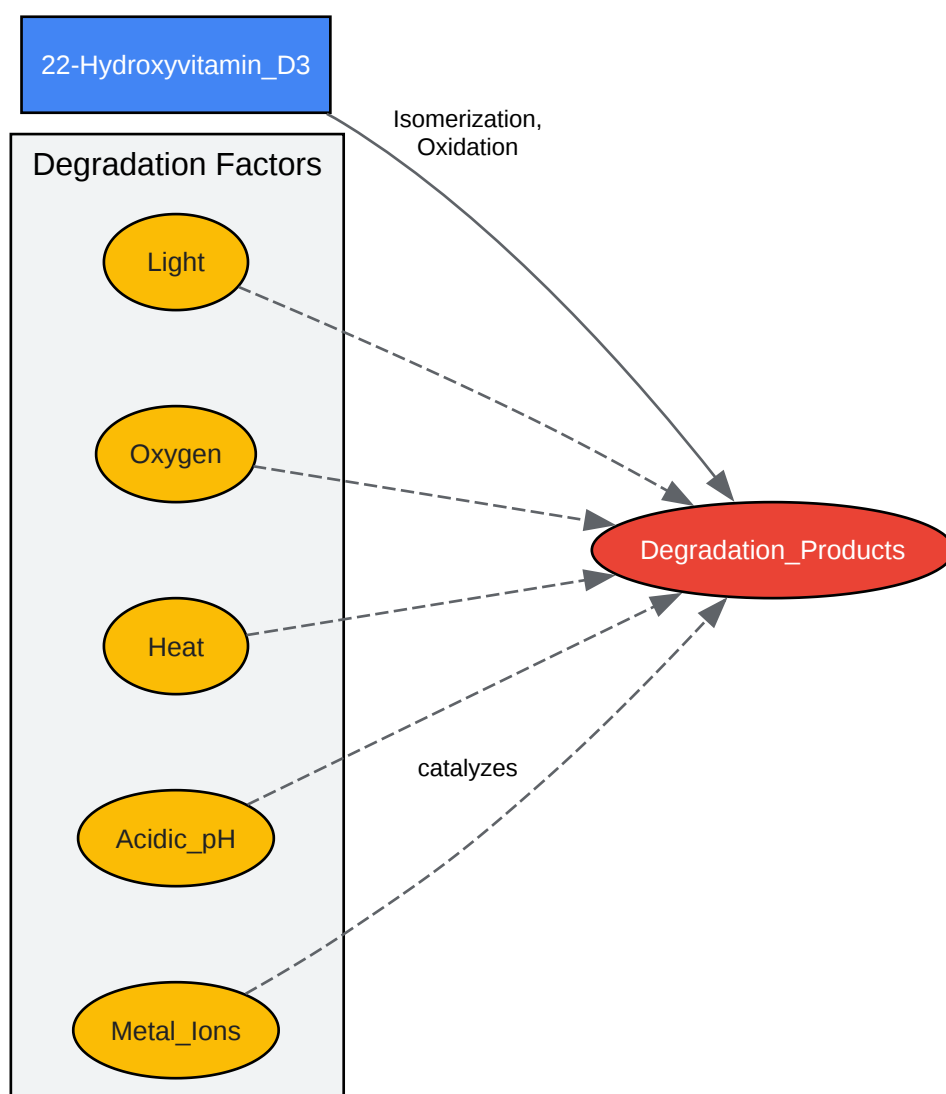 22-Hydroxyvitamin_D3
Isomerization,
Oxidation
Degradation Factors
Light
Oxygen
Degradation_Products
Heat
catalyzes
Acidic_pH
Metal_Ions